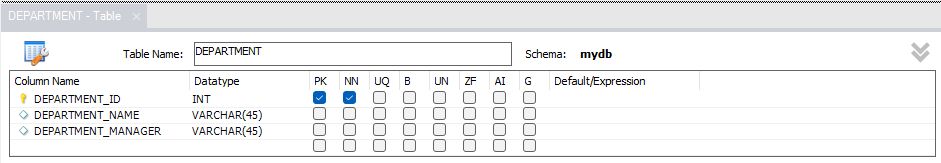 DEPARTMENT - Table ×
Table Name: DEPARTMENT Schema: mydb
Column Name Datatype PK NN UQ B UN ZF AI G Default/Expression
DEPARTMENT_ID INT
DEPARTMENT_NAME VARCHAR(45)
DEPARTMENT_MANAGER VARCHAR(45)